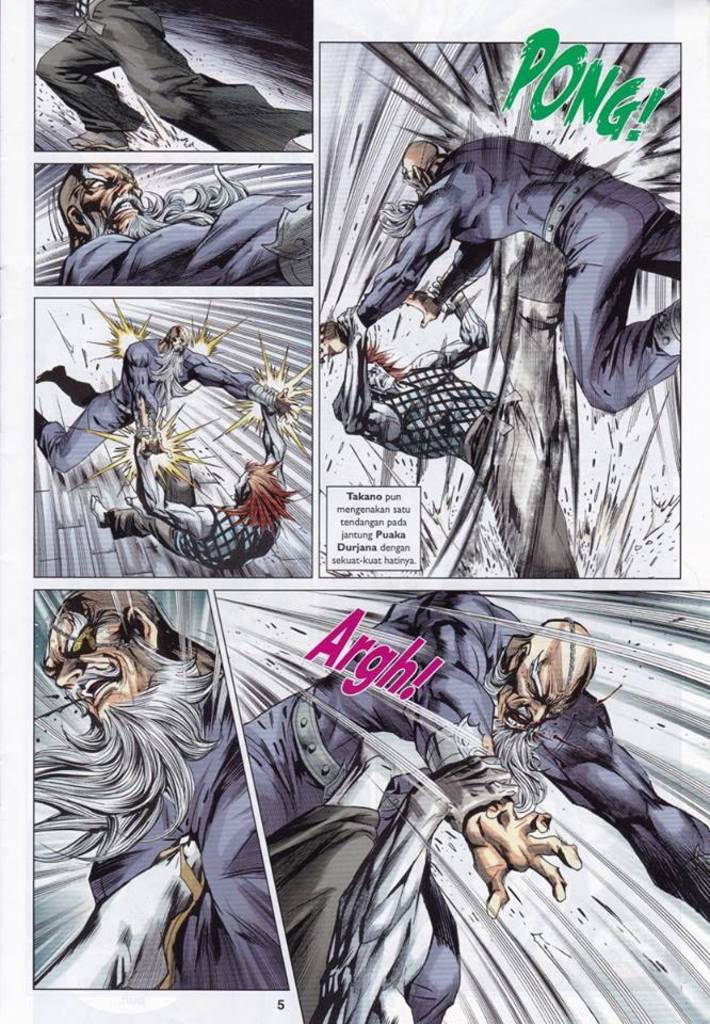 PONG!
Takano pun
mengenakan satu
tendangan pada
jantung Puaka
Durjana dengan
sekuat-kuat hatinya.
Argh!
5